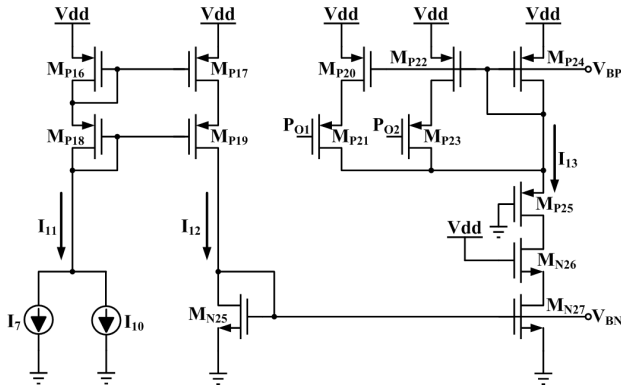 Vdd Vdd Vdd Vdd Vdd
MP16 MP17 MP20 MP22 MP24 VBP
MP18 MP19 PO1 MP21 PO2 MP23
I13
I11 I12 MP25
Vdd
MN26
I7 I10 MN25 MN27 VBN